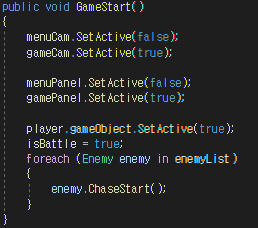 public void GameStart()
{
menuCam.SetActive(false);
gameCam.SetActive(true);
menuPanel.SetActive(false);
gamePanel.SetActive(true);
player.gameObject.SetActive(true);
isBattle = true;
foreach (Enemy enemy in enemyList)
{
enemy.ChaseStart();
}
}